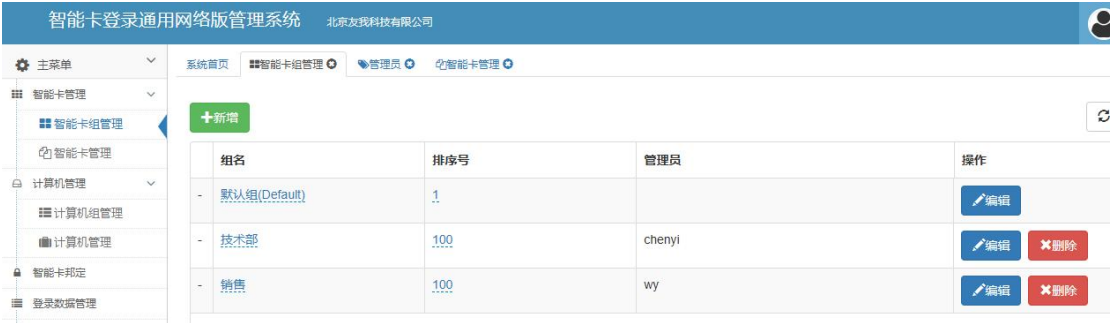 智能卡登录通用网络版管理系统 北京友我科技有限公司
主菜单
智能卡管理
智能卡组管理
智能卡管理
计算机管理
计算机组管理
计算机管理
智能卡邦定
登录数据管理
系统首页 智能卡组管理 管理员 智能卡管理
新增
组名 排序号 管理员 操作
- 默认组(Default) 1 编辑
- 技术部 100 chenyi 编辑 删除
- 销售 100 wy 编辑 删除